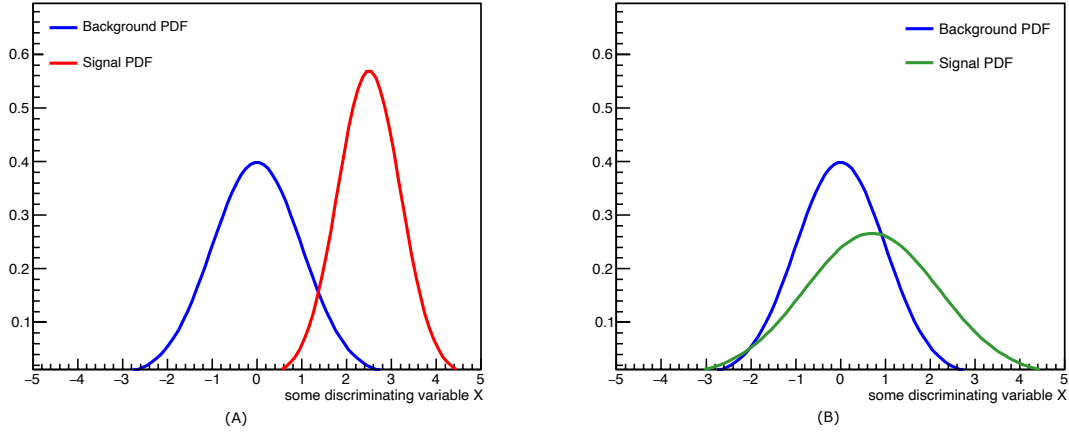 Background PDF
Signal PDF
0.6
0.5
0.4
0.3
0.2
0.1
−5 −4 −3 −2 −1 0 1 2 3 4 5
some discriminating variable X
(A)
Background PDF
Signal PDF
0.6
0.5
0.4
0.3
0.2
0.1
−5 −4 −3 −2 −1 0 1 2 3 4 5
some discriminating variable X
(B)